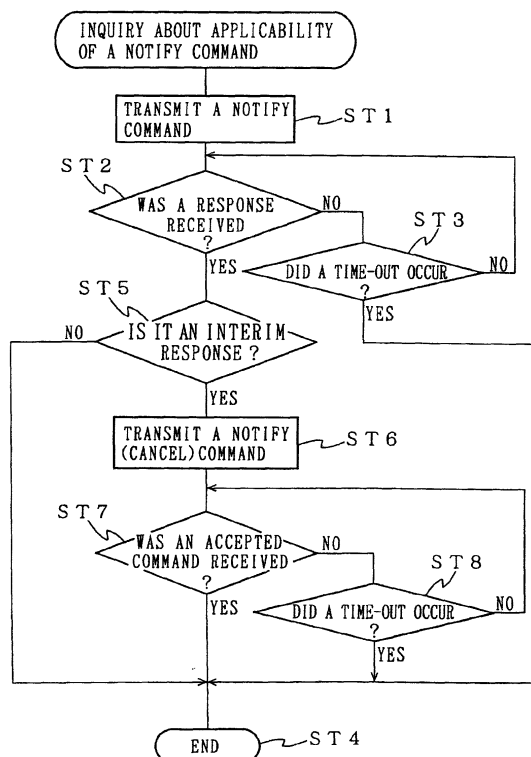 INQUIRY ABOUT APPLICABILITY
OF A NOTIFY COMMAND
TRANSMIT A NOTIFY
COMMAND
ST1
ST2
WAS A RESPONSE
RECEIVED
?
NO
YES
ST3
DID A TIME-OUT OCCUR
?
NO
YES
ST5
IS IT AN INTERIM
RESPONSE ?
NO
YES
TRANSMIT A NOTIFY
(CANCEL) COMMAND
ST6
ST7
WAS AN ACCEPTED
COMMAND RECEIVED
?
NO
YES
ST8
DID A TIME-OUT OCCUR
?
NO
YES
END
ST4